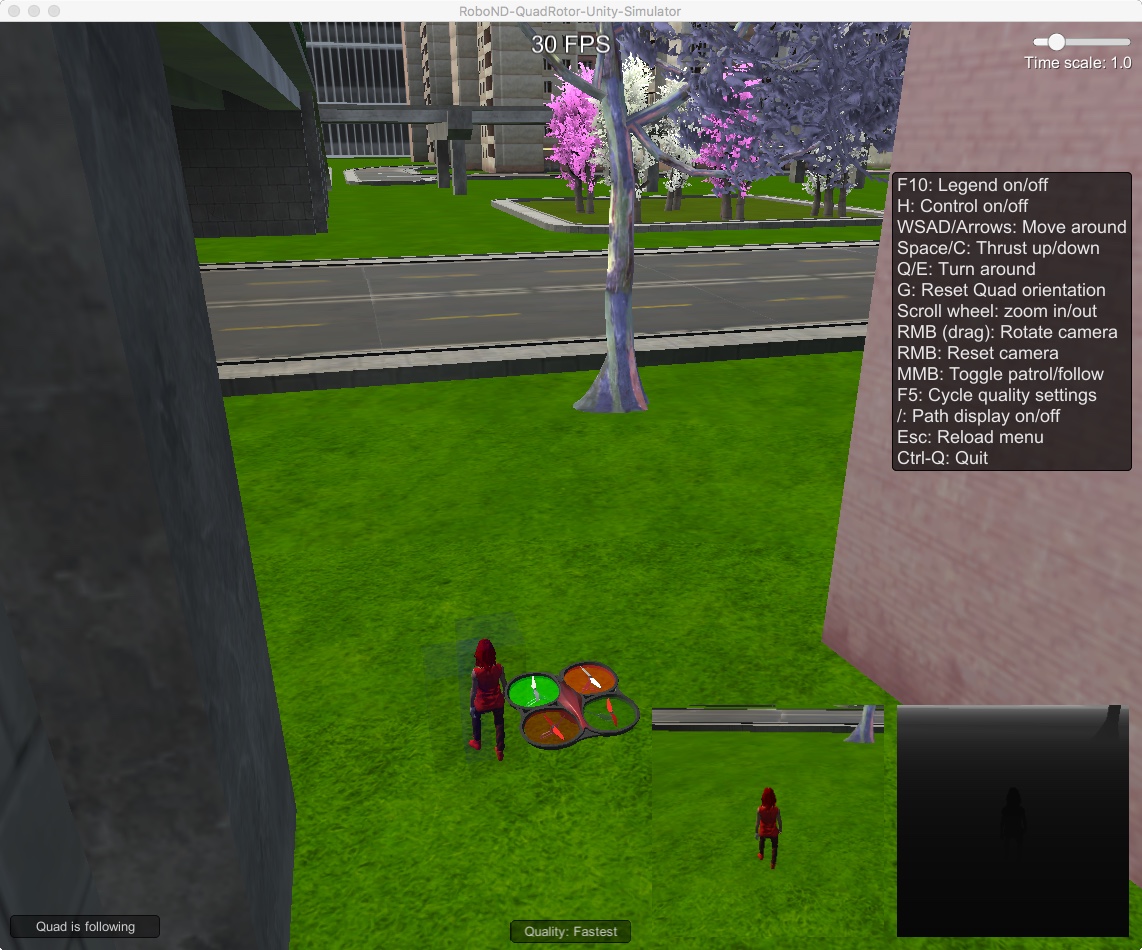 RoboND-QuadRotor-Unity-Simulator
30 FPS
Time scale: 1.0
F10: Legend on/off
H: Control on/off
WSAD/Arrows: Move around
Space/C: Thrust up/down
Q/E: Turn around
G: Reset Quad orientation
Scroll wheel: zoom in/out
RMB (drag): Rotate camera
RMB: Reset camera
MMB: Toggle patrol/follow
F5: Cycle quality settings
/: Path display on/off
Esc: Reload menu
Ctrl-Q: Quit
Quad is following
Quality: Fastest